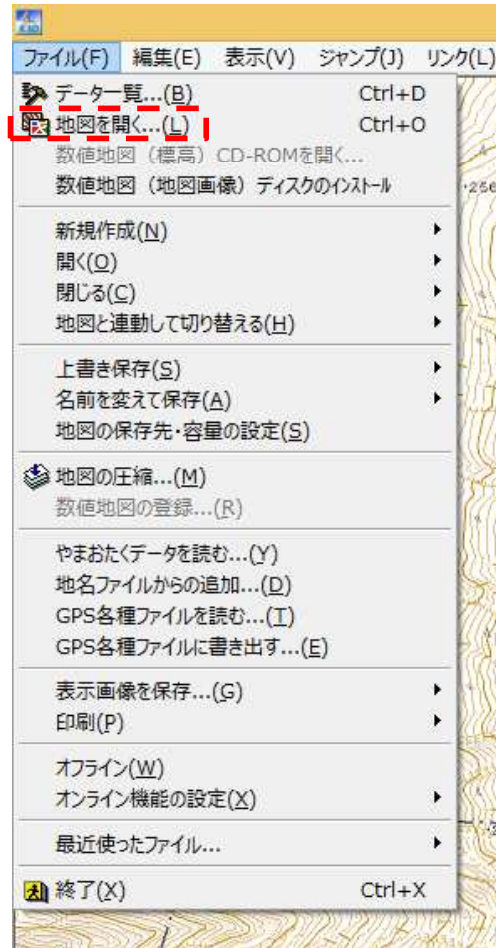 ファイル(F) 編集(E) 表示(V) ジャンプ(J) リンク(L)
データ一覧...(B) Ctrl+D
地図を開く...(L) Ctrl+O
数値地図（標高）CD-ROMを開く...
数値地図（地図画像）ディスクのインストール
新規作成(N)
開く(O)
閉じる(C)
地図と連動して切り替える(H)
上書き保存(S)
名前を変えて保存(A)
地図の保存先・容量の設定(S)
地図の圧縮...(M)
数値地図の登録...(R)
やまおたくデータを読む...(Y)
地名ファイルからの追加...(D)
GPS各種ファイルを読む...(T)
GPS各種ファイルに書き出す...(E)
表示画像を保存...(G)
印刷(P)
オフライン(W)
オンライン機能の設定(X)
最近使ったファイル...
終了(X) Ctrl+X